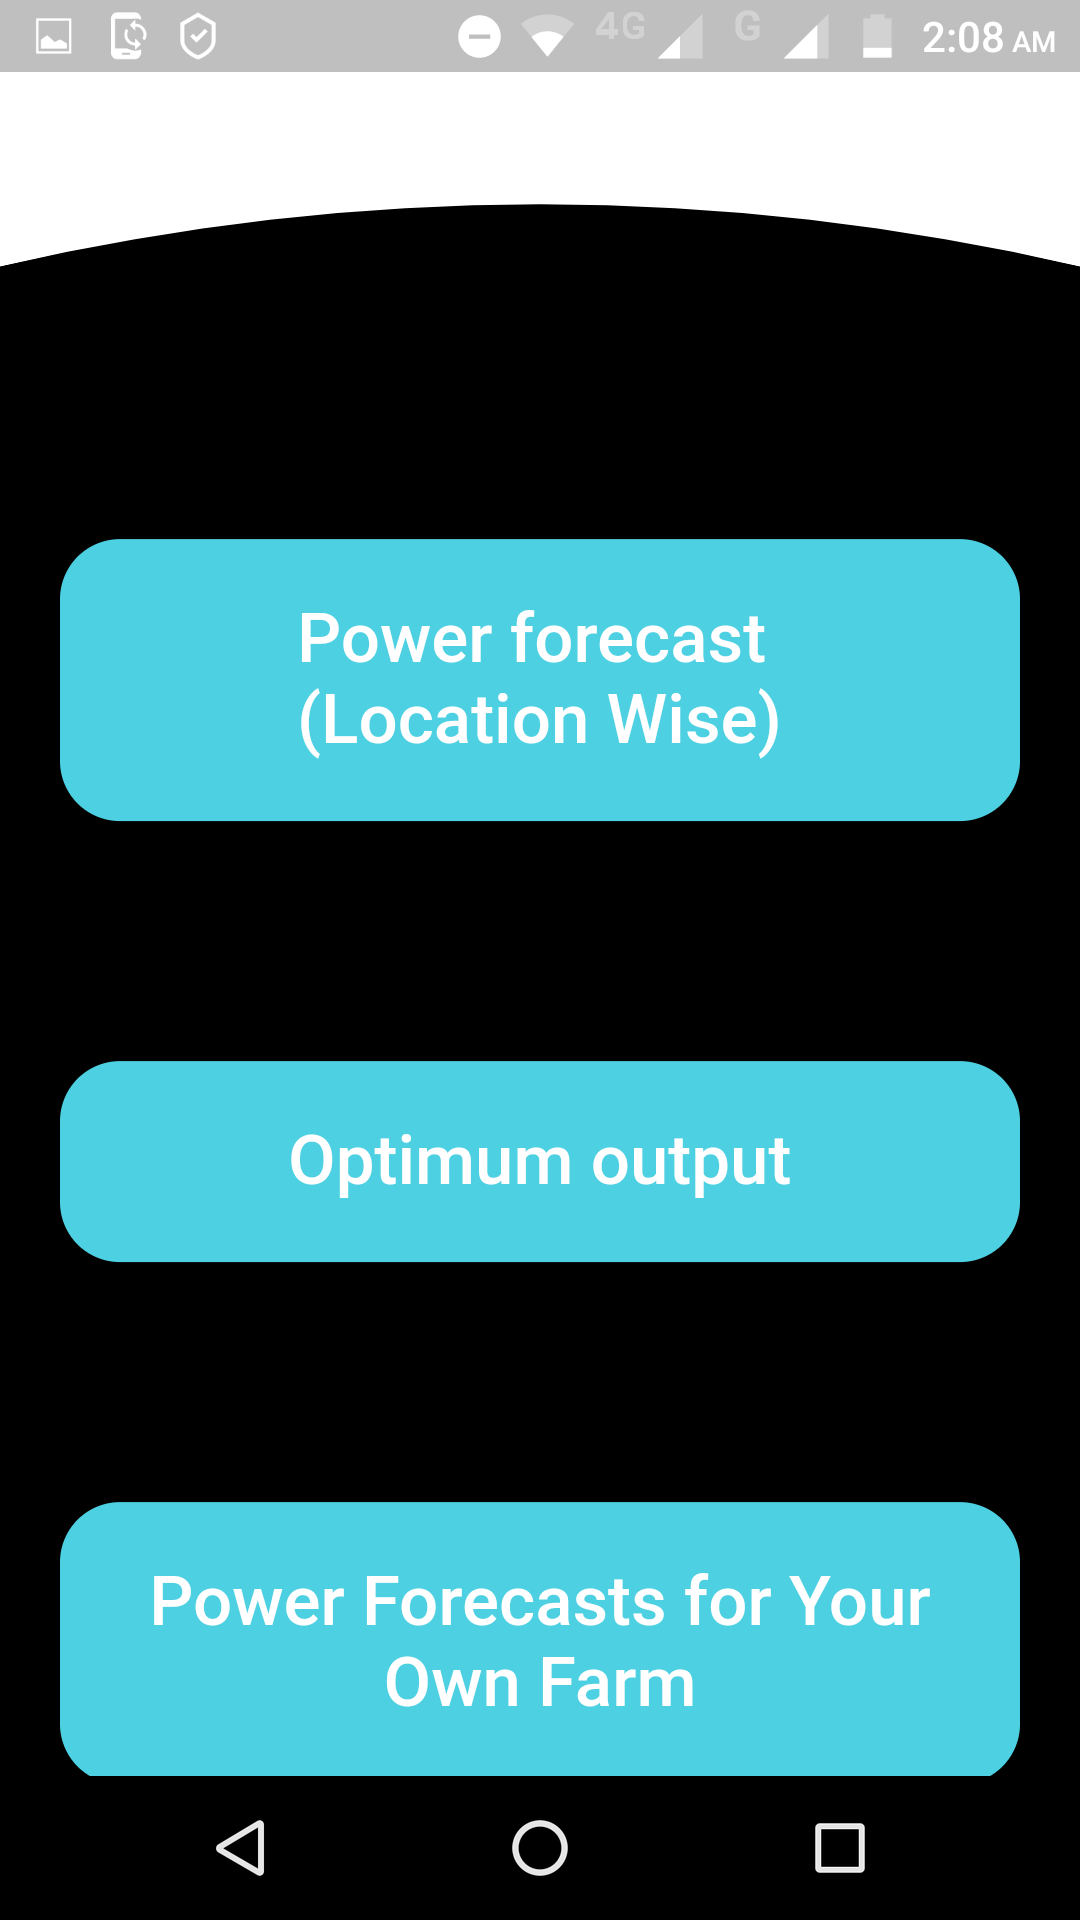 4G G 2:08 AM
Power forecast
(Location Wise)
Optimum output
Power Forecasts for Your
Own Farm